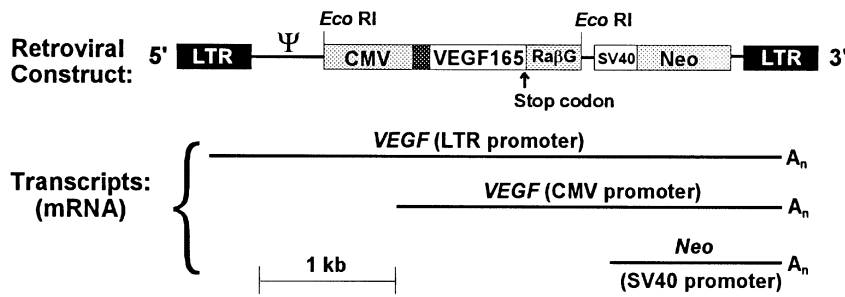 Eco RI Eco RI
Retroviral Construct: 5' LTR Ψ CMV VEGF165 RaβG SV40 Neo LTR 3'
Stop codon
VEGF (LTR promoter)
An
Transcripts: (mRNA)
VEGF (CMV promoter)
An
Neo
An
(SV40 promoter)
1 kb